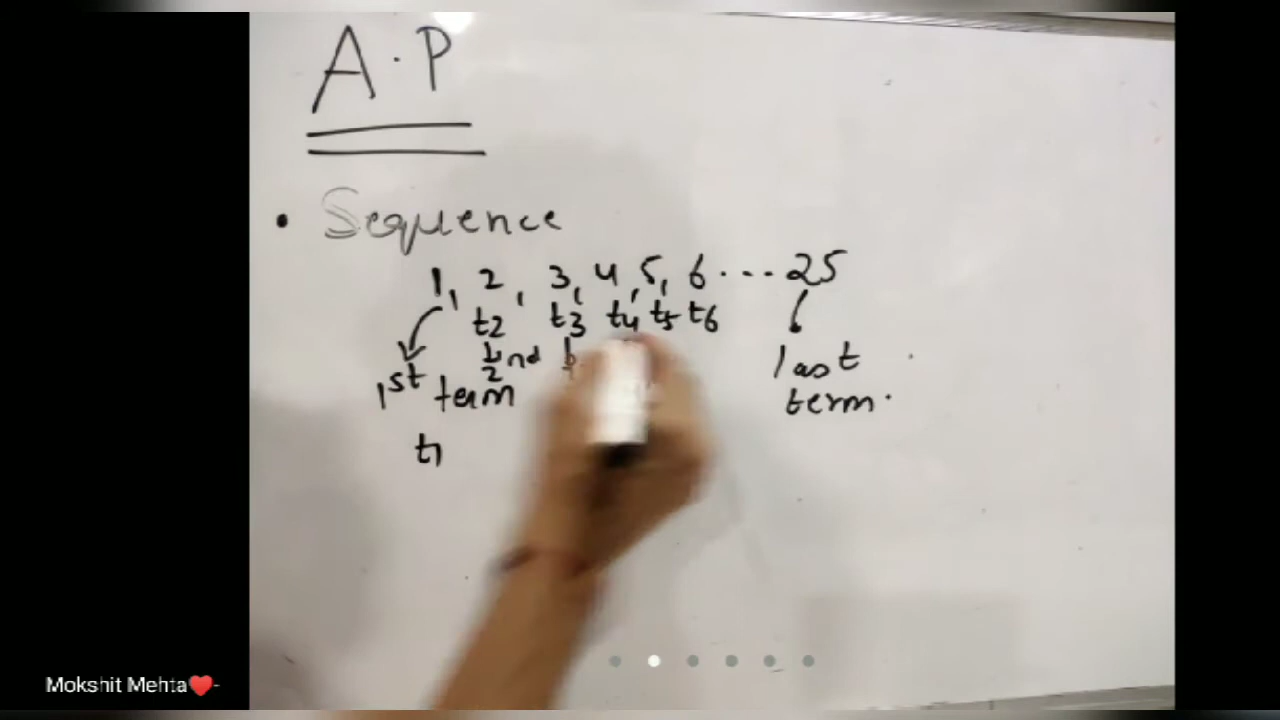 A.P
• Sequence
1, 2, 3, 4, 5, 6 ... 25
t2 t3 t4 t5 t6
nd last
1st term term.
t1
Mokshit Mehta❤️-